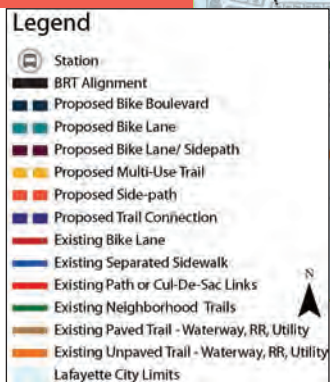 Legend
Station
BRT Alignment
Proposed Bike Boulevard
Proposed Bike Lane
Proposed Bike Lane/ Sidepath
Proposed Multi-Use Trail
Proposed Side-path
Proposed Trail Connection
Existing Bike Lane
Existing Separated Sidewalk
Existing Path or Cul-De-Sac Links
Existing Neighborhood Trails
Existing Paved Trail - Waterway, RR, Utility
Existing Unpaved Trail - Waterway, RR, Utility
Lafayette City Limits
N